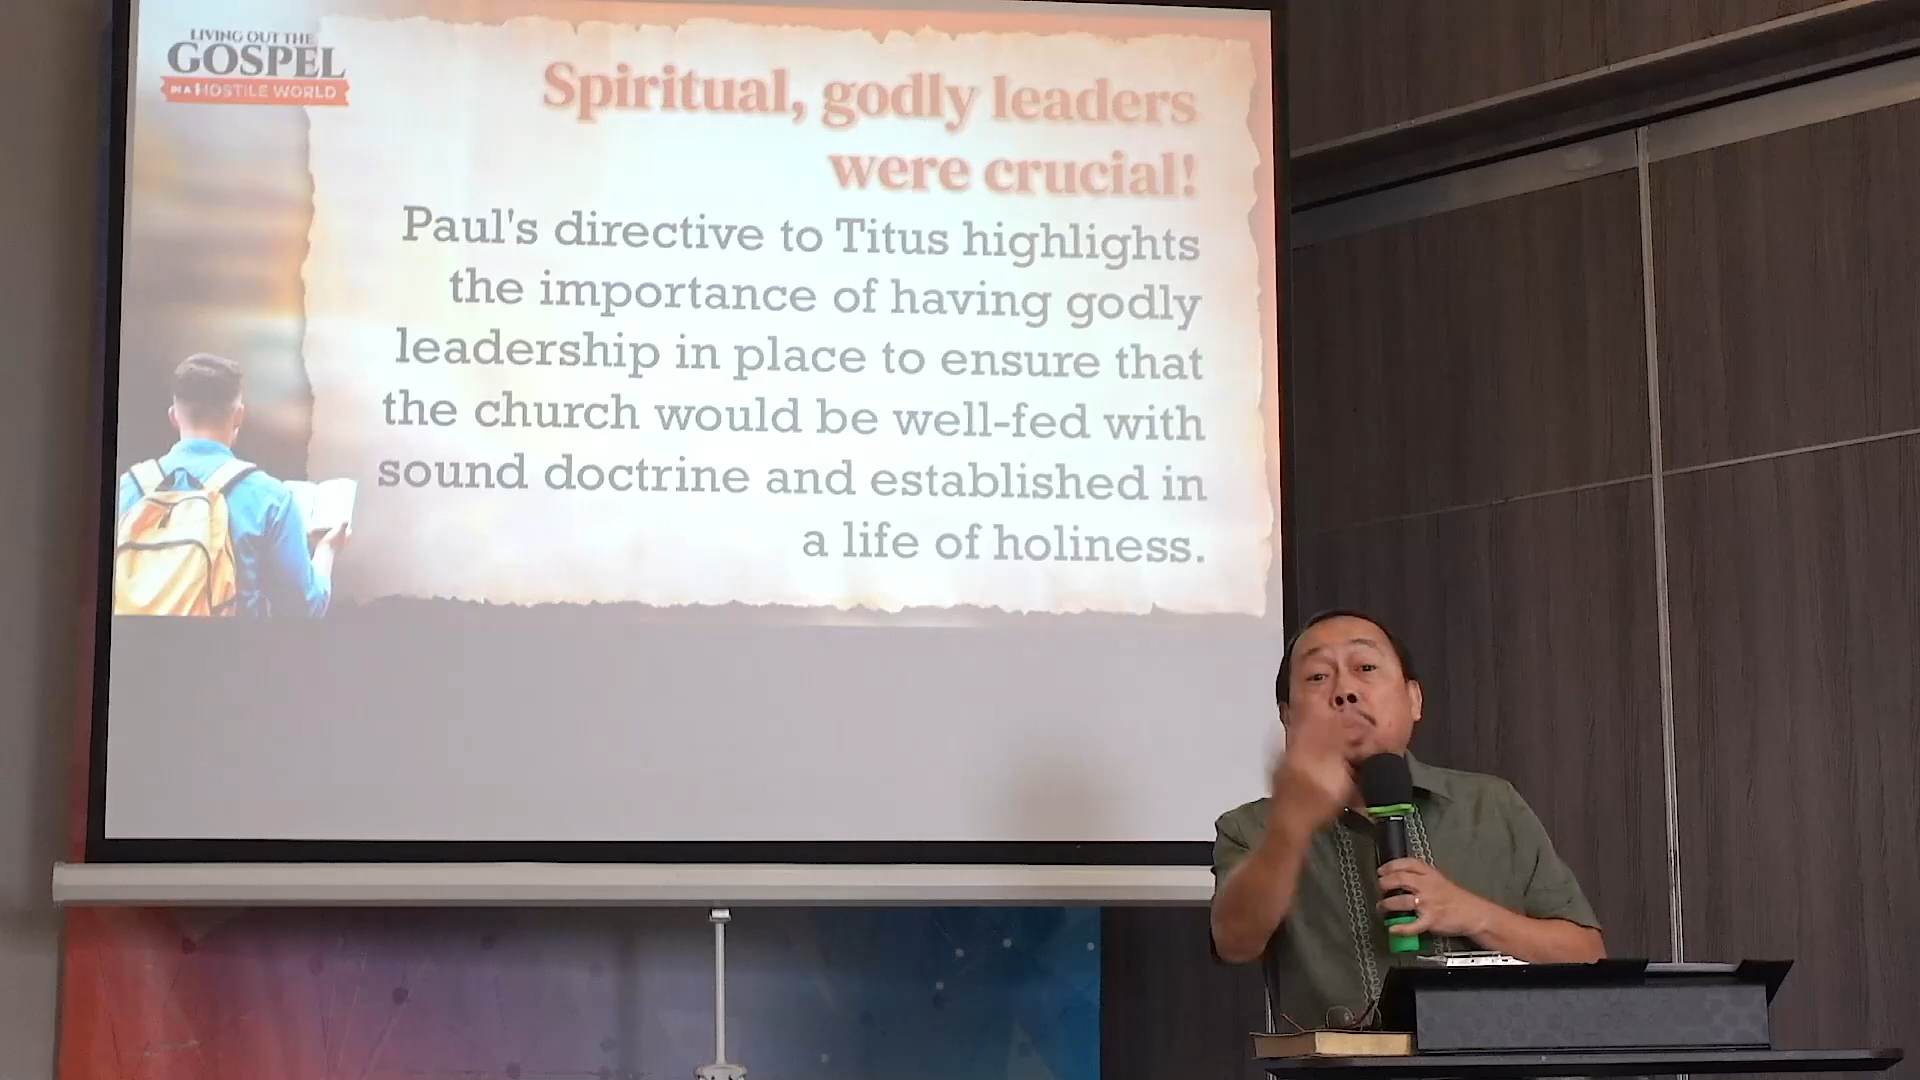 LIVING OUT THE
GOSPEL
IN A HOSTILE WORLD
Spiritual, godly leaders
were crucial!
Paul's directive to Titus highlights
the importance of having godly
leadership in place to ensure that
the church would be well-fed with
sound doctrine and established in
a life of holiness.